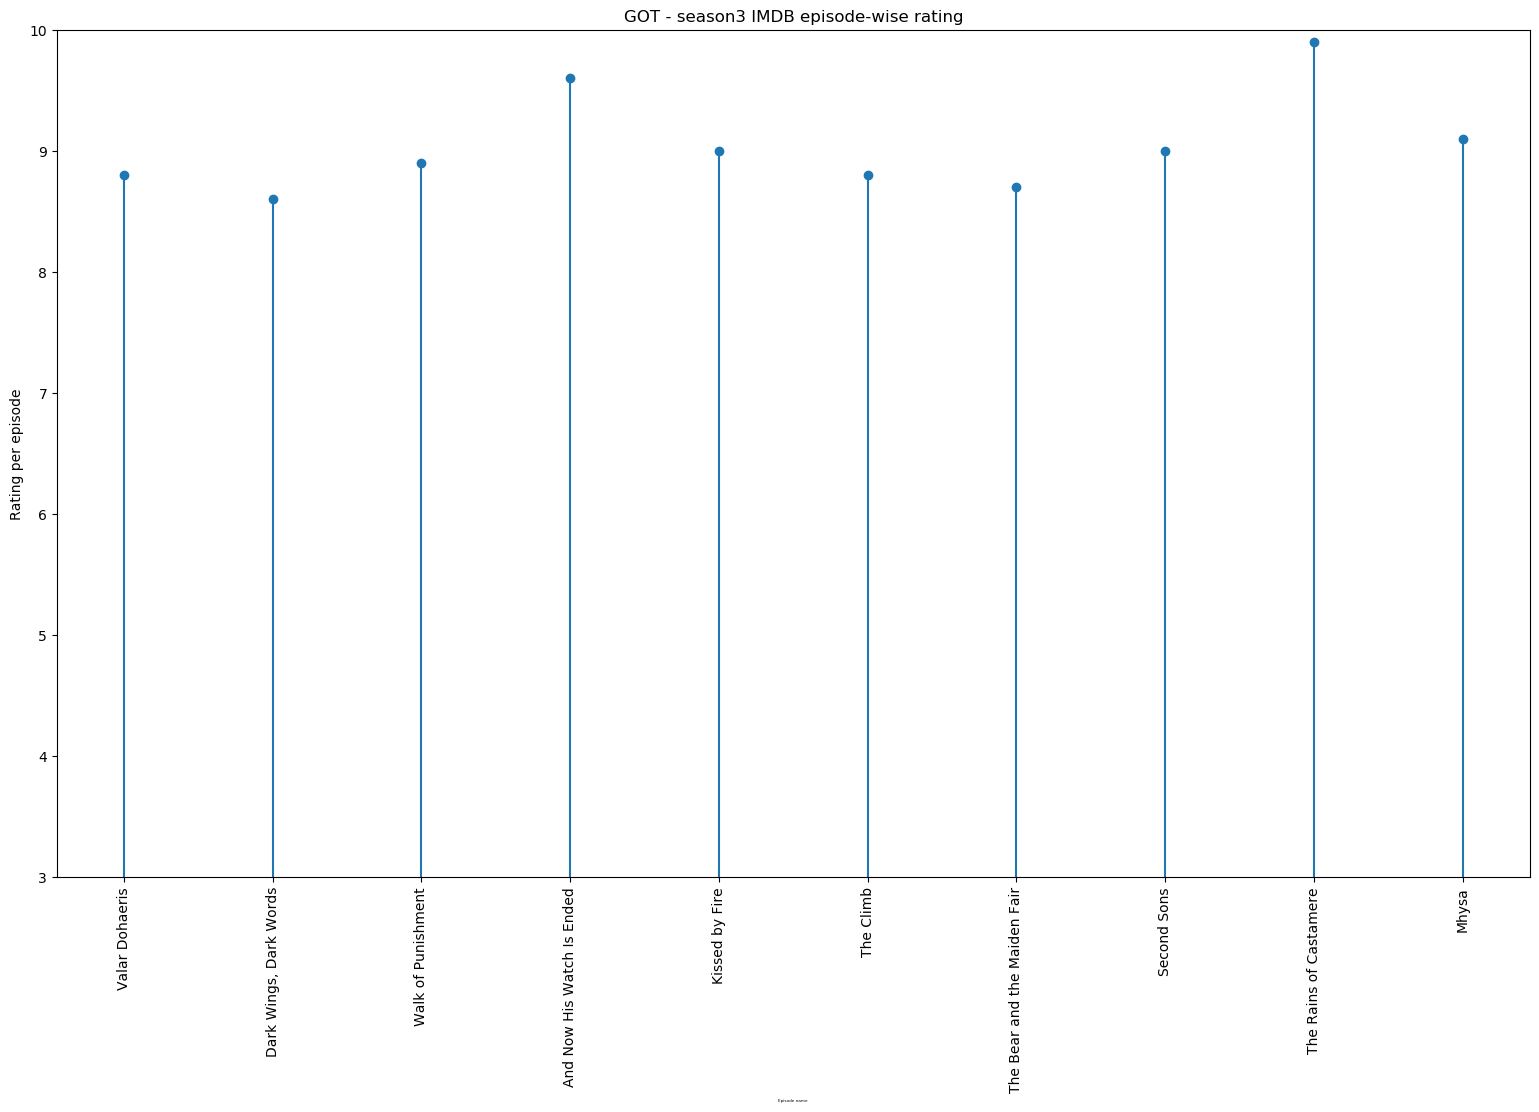 GOT - season3 IMDB episode-wise rating
10
9
8
7
6
5
4
3
Rating per episode
Valar Dohaeris
Dark Wings, Dark Words
Walk of Punishment
And Now His Watch Is Ended
Kissed by Fire
The Climb
The Bear and the Maiden Fair
Second Sons
The Rains of Castamere
Mhysa
Episode name